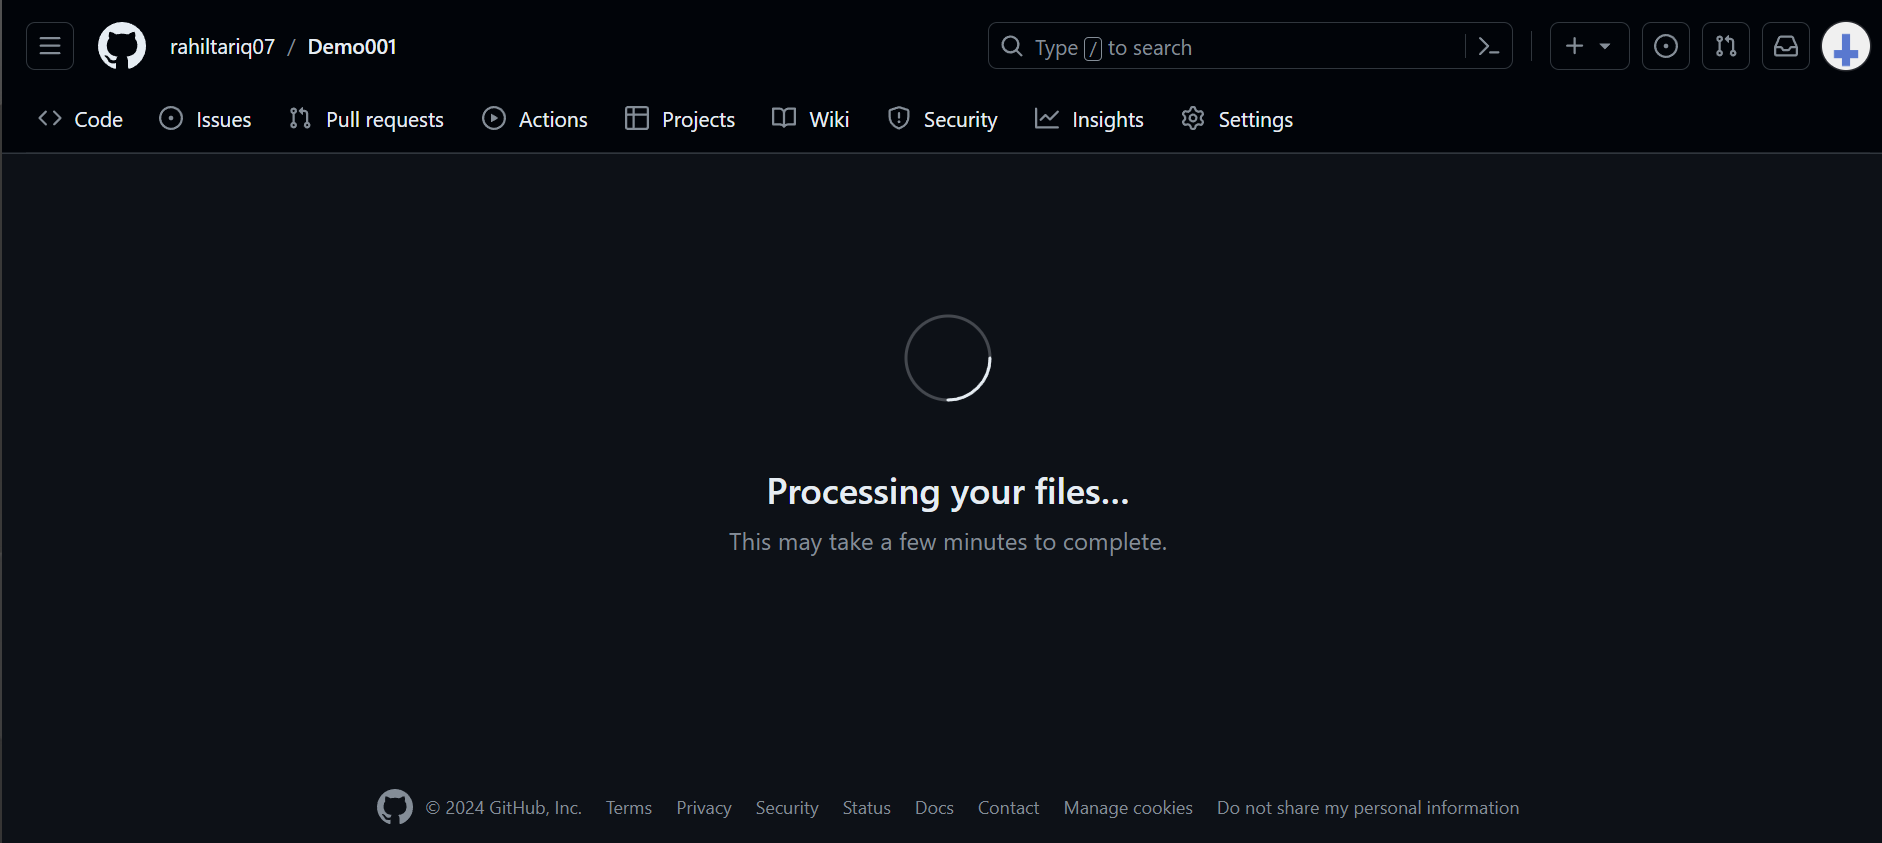 rahiltariq07 / Demo001
Type / to search
Code Issues Pull requests Actions Projects Wiki Security Insights Settings
Processing your files...
This may take a few minutes to complete.
© 2024 GitHub, Inc. Terms Privacy Security Status Docs Contact Manage cookies Do not share my personal information